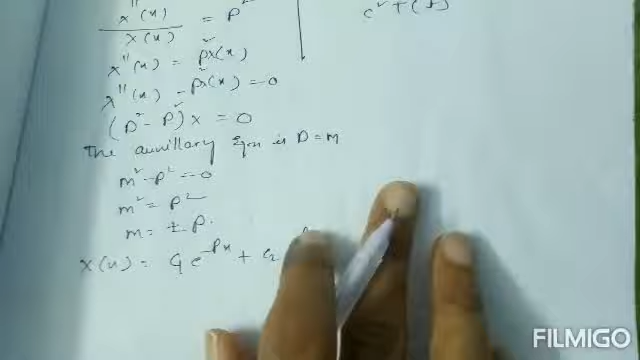 X''(x) / X(x) = P²
X''(x) = p²X(x)
X''(x) - p²X(x) = 0
(D² - P²) X = 0
The auxillary Eqn is D = m
m² - p² = 0
m² = p²
m = ± p.
X(x) = C₁ e^-px + c₂
FILMIGO